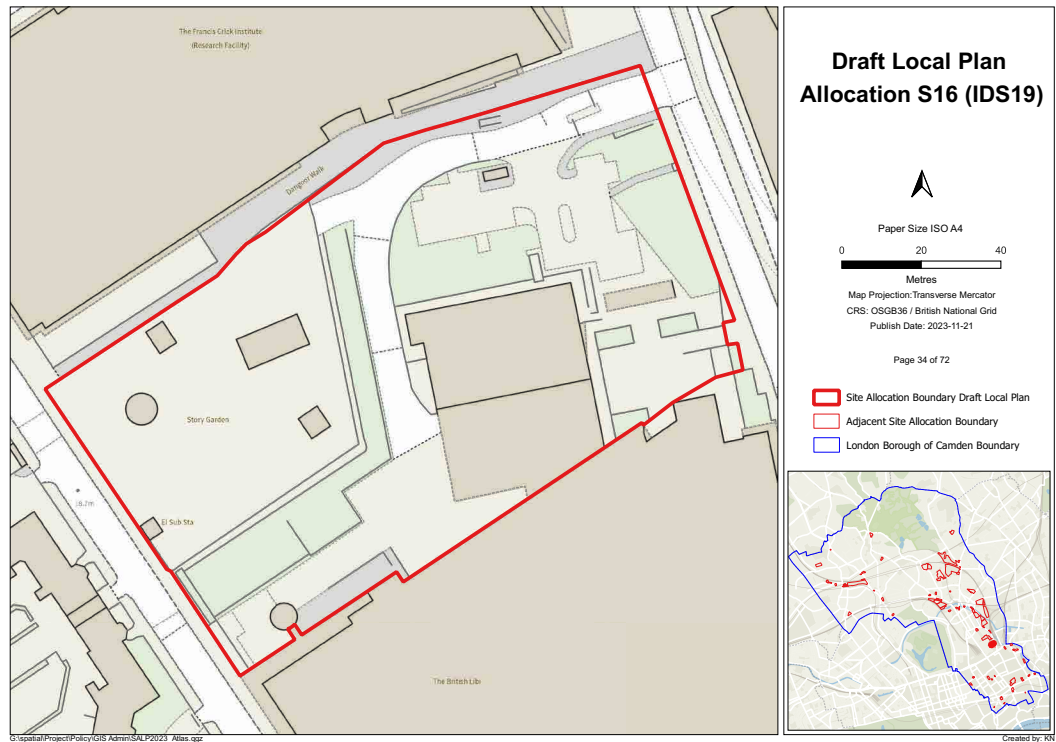 The Francis Crick Institute
(Research Facility)
Dangoor Walk
Story Garden
18.7m
El Sub Sta
The British Libr
Draft Local Plan
Allocation S16 (IDS19)
Paper Size ISO A4
0 20 40
Metres
Map Projection:Transverse Mercator
CRS: OSGB36 / British National Grid
Publish Date: 2023-11-21
Page 34 of 72
Site Allocation Boundary Draft Local Plan
Adjacent Site Allocation Boundary
London Borough of Camden Boundary
G:\spatial\Project\Policy\GIS Admin\SALP2023_Atlas.qgz
Created by: KN